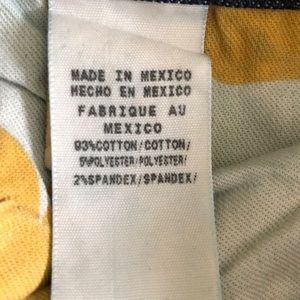 MADE IN MEXICO
HECHO EN MEXICO
FABRIQUE AU
MEXICO
93%COTTON/COTTON/
5%POLYESTER/POLYESTER/
2%SPANDEX/SPANDEX/